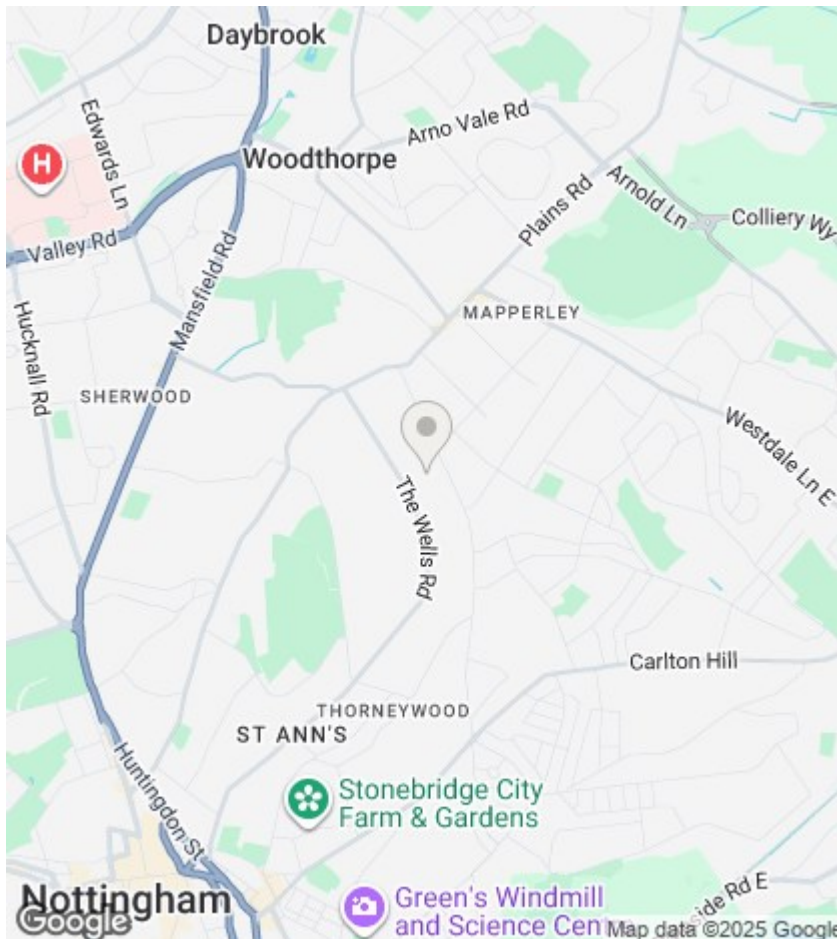 Daybrook
Edwards Ln
Arno Vale Rd
H
Woodthorpe
Plains Rd
Arnold Ln
Colliery Wy
Valley Rd
Mansfield Rd
MAPPERLEY
Hucknall Rd
SHERWOOD
Westdale Ln E
The Wells Rd
Carlton Hill
THORNEYWOOD
ST ANN'S
Huntingdon St
Stonebridge City
Farm & Gardens
Nottingham
Green's Windmill
and Science Cen
side Rd E
Google
Map data ©2025 Google